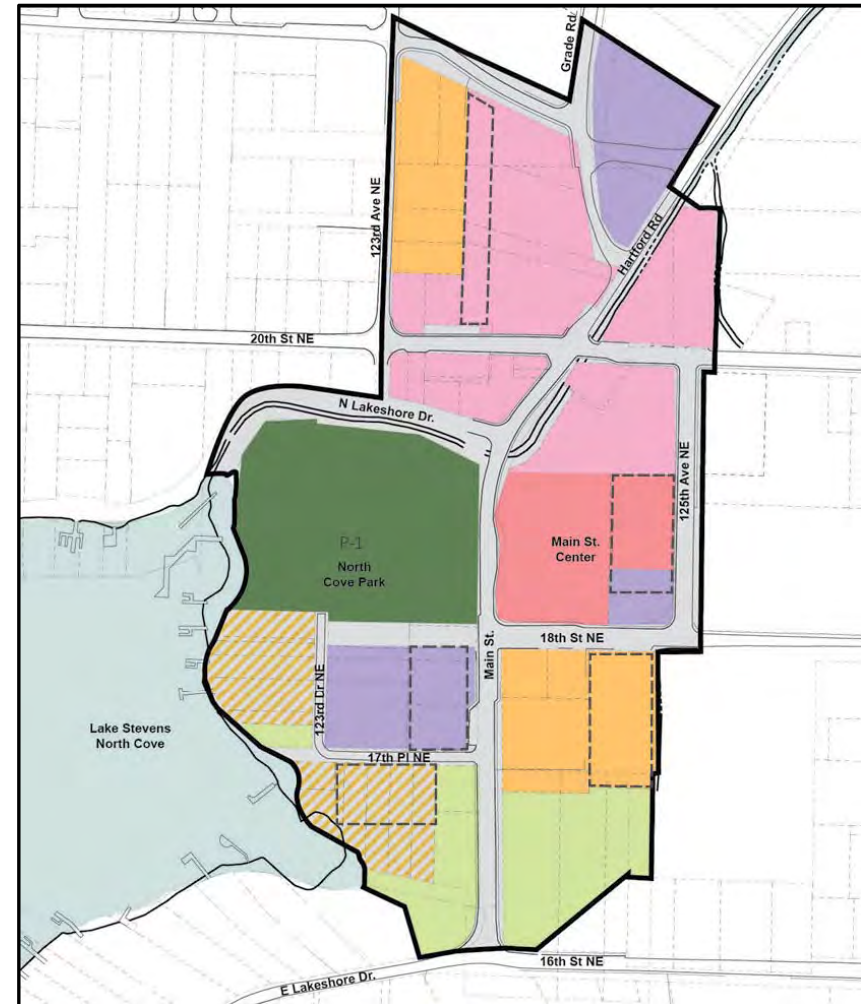 Grade Rd.
123rd Ave NE
Hartford Rd
20th St NE
N Lakeshore Dr.
125th Ave NE
P-1
North
Cove Park
Main St.
Center
Main St.
18th St NE
123rd Dr NE
Lake Stevens
North Cove
17th Pl NE
16th St NE
E Lakeshore Dr.